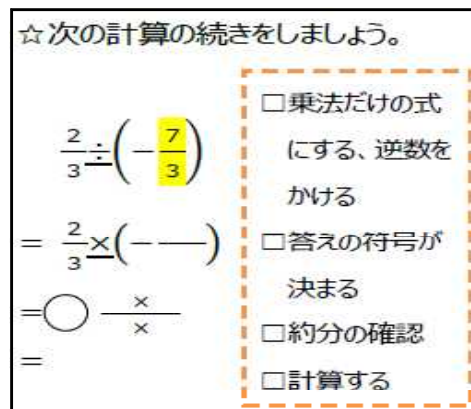 ☆次の計算の続きをしましょう。
2/3 ÷ (- 7/3)
= 2/3 × (- —)
= ○ ×/×
=
□乗法だけの式
にする、逆数を
かける
□答えの符号が
決まる
□約分の確認
□計算する